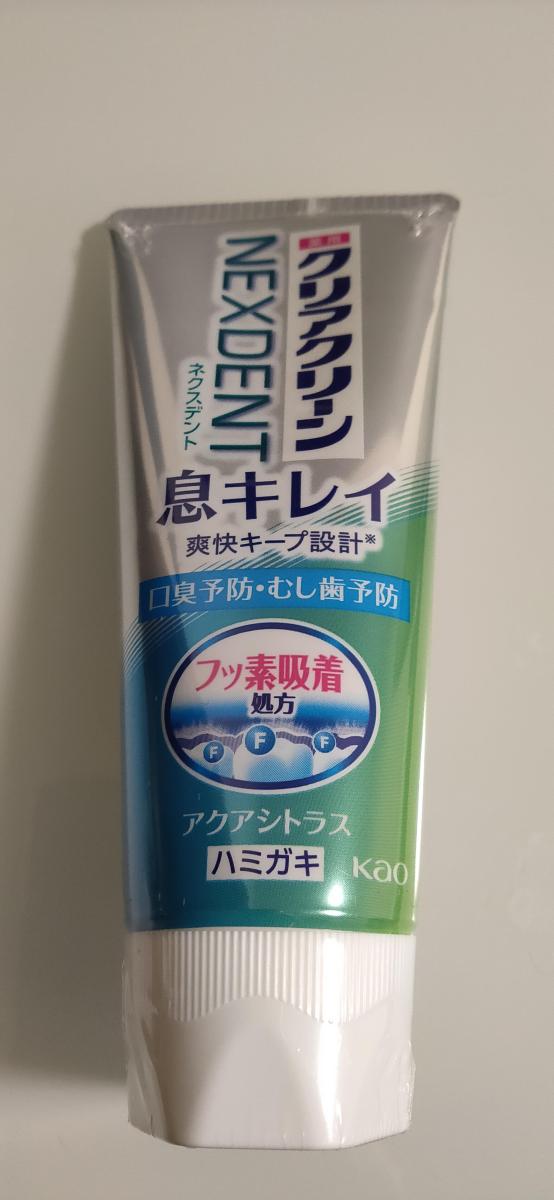 薬用
クリアクリーン
NEXDENT
ネクスデント
息キレイ
爽快キープ設計※
口臭予防・むし歯予防
フッ素吸着
処方
F
F
F
アクアシトラス
ハミガキ
Kao